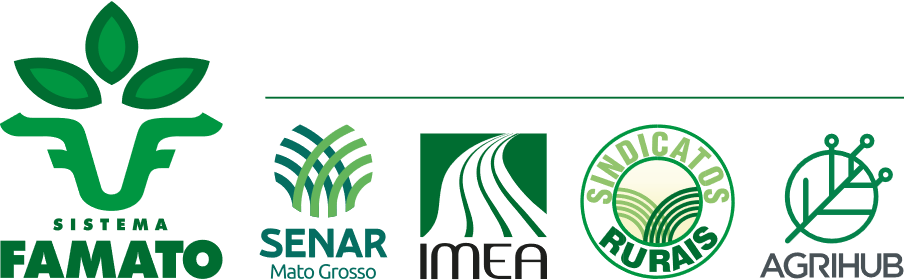 SISTEMA
FAMATO
SENAR
Mato Grosso
IMEA
SINDICATOS
RURAIS
AGRIHUB